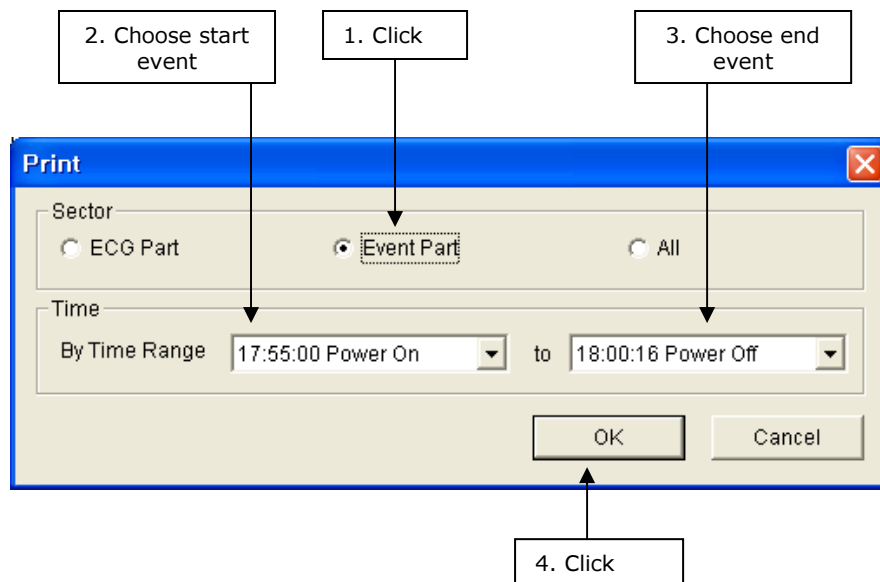 2. Choose start
event
1. Click
3. Choose end
event
Print
Sector
ECG Part
Event Part
All
Time
By Time Range
17:55:00 Power On
to
18:00:16 Power Off
OK
Cancel
4. Click